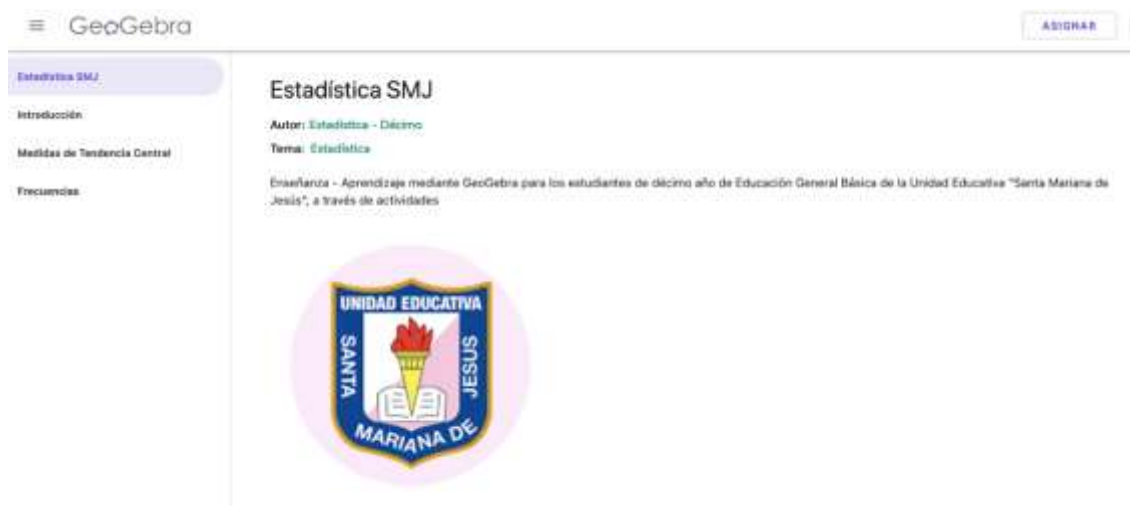 GeoGebra
ASIGNAR
Estadística SMJ
Introducción
Medidas de Tendencia Central
Frecuencias
Estadística SMJ
Autor: Estadística - Décimo
Tema: Estadística
Enseñanza - Aprendizaje mediante GeoGebra para los estudiantes de décimo año de Educación General Básica de la Unidad Educativa "Santa Mariana de
Jesús", a través de actividades
UNIDAD EDUCATIVA
SANTA
MARIANA DE
JESUS